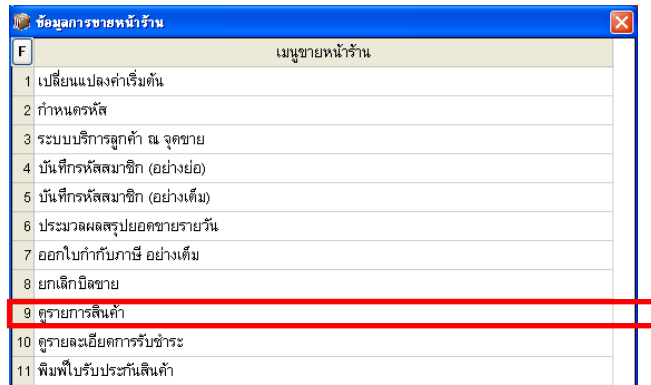 ข้อมูลการขายหน้าร้าน
F เมนูขายหน้าร้าน
1 เปลี่ยนแปลงค่าเริ่มต้น
2 กำหนดรหัส
3 ระบบบริการลูกค้า ณ จุดขาย
4 บันทึกรหัสสมาชิก (อย่างย่อ)
5 บันทึกรหัสสมาชิก (อย่างเต็ม)
6 ประมวลผลสรุปยอดขายรายวัน
7 ออกใบกำกับภาษี อย่างเต็ม
8 ยกเลิกบิลขาย
9 ดูรายการสินค้า
10 ดูรายละเอียดการรับชำระ
11 พิมพ์ใบรับประกันสินค้า